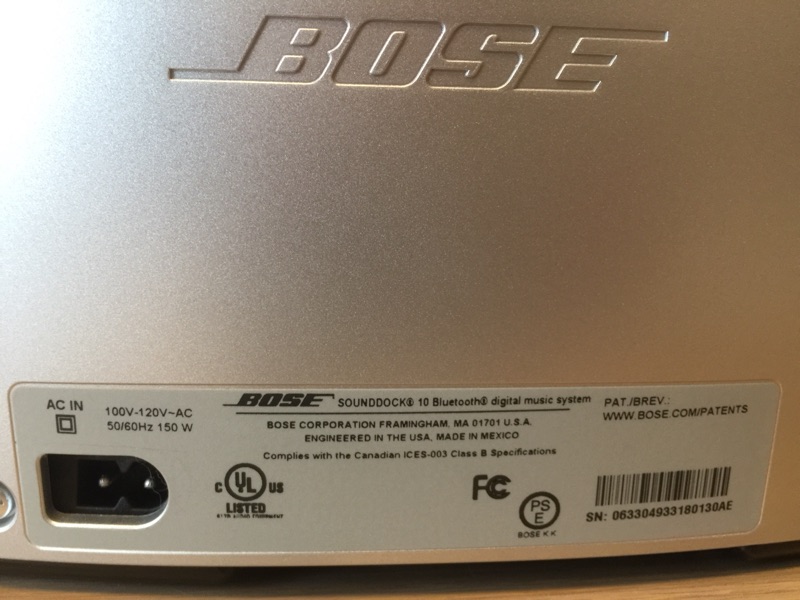 BOSE
AC IN
100V-120V~AC
50/60Hz 150 W
BOSE SOUNDDOCK® 10 Bluetooth® digital music system
BOSE CORPORATION FRAMINGHAM, MA 01701 U.S.A.
ENGINEERED IN THE USA, MADE IN MEXICO
Complies with the Canadian ICES-003 Class B Specifications
PAT./BREV.:
WWW.BOSE.COM/PATENTS
C UL US
LISTED
FC
PS
E
BOSE K K
SN: 063304933180130AE